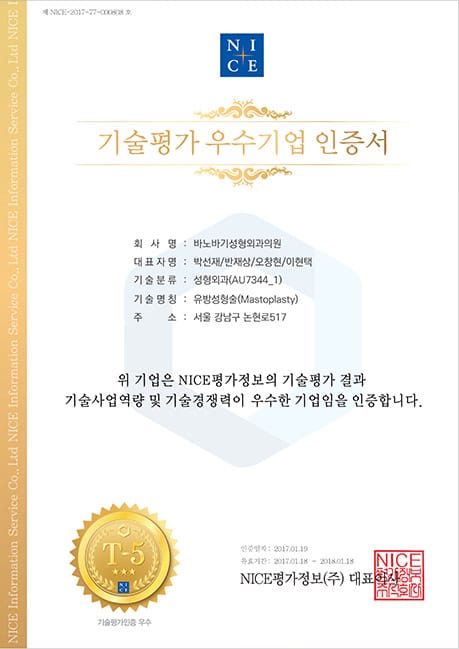 제 NICE-2017-77-000808 호
NICE Information Service Co., Ltd NICE Information Service Co., Ltd NICE In
N I
C E
기술평가 우수기업 인증서
회 사 명 : 바노바기성형외과의원
대 표 자 명 : 박선재/반재상/오창현/이현택
기 술 분 류 : 성형외과(AU7344_1)
기 술 명 칭 : 유방성형술(Mastoplasty)
주 소 : 서울 강남구 논현로517
위 기업은 NICE평가정보의 기술평가 결과
기술사업역량 및 기술경쟁력이 우수한 기업임을 인증합니다.
T-5
N I
C E
기술평가인증 우수
인증일자 : 2017.01.19
유효기간 : 2017.01.18 ~ 2018.01.18
NICE평가정보(주) 대표이사
NICE